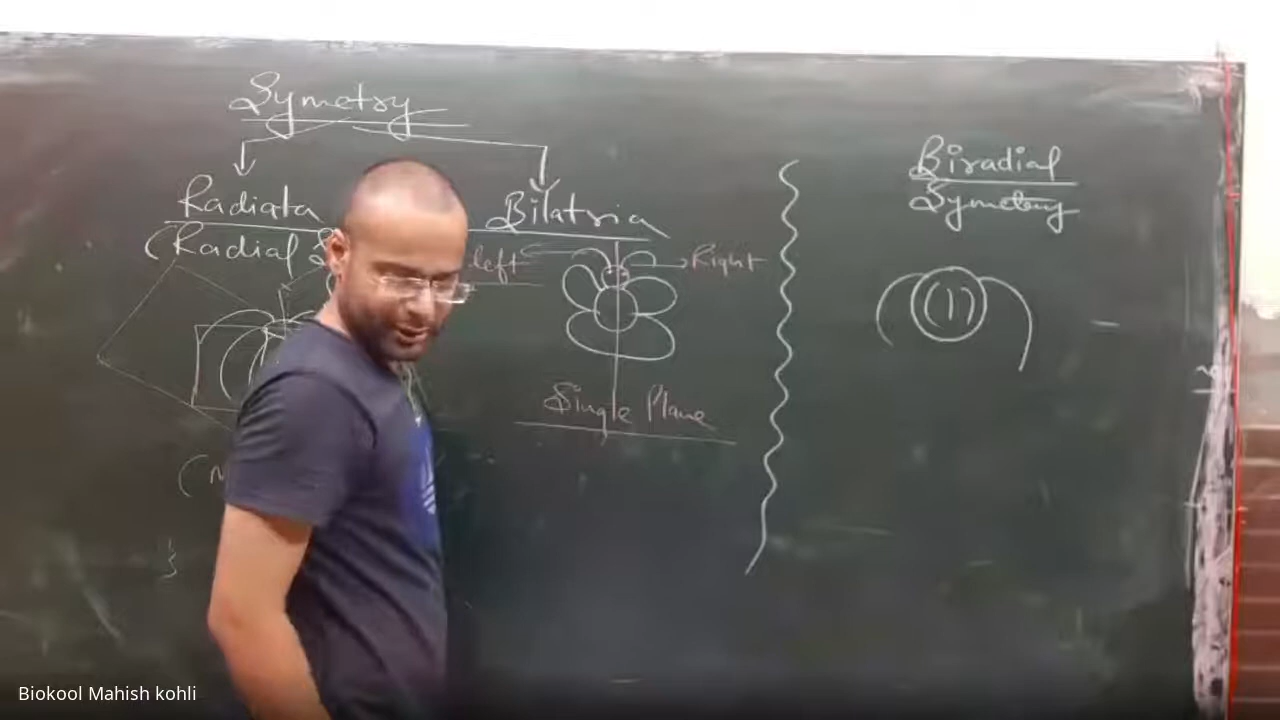 Symetry
Radiata
Bilatria
(Radial S
left
Right
Single Plane
Biradial
Symetry
Biokool Mahish kohli